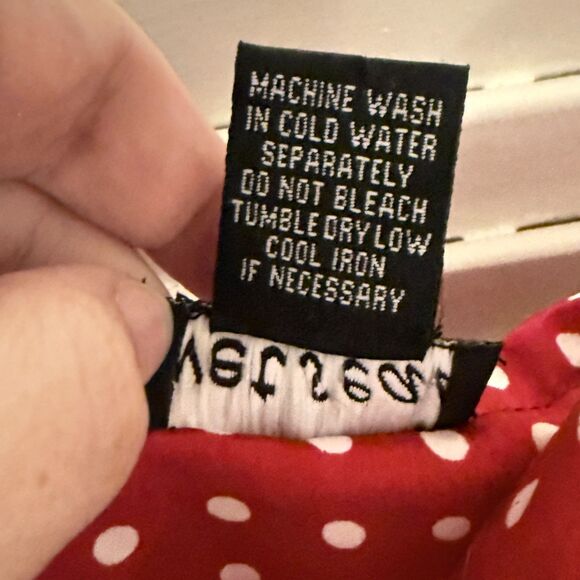 MACHINE WASH
IN COLD WATER
SEPARATELY
DO NOT BLEACH
TUMBLE DRY LOW
COOL IRON
IF NECESSARY